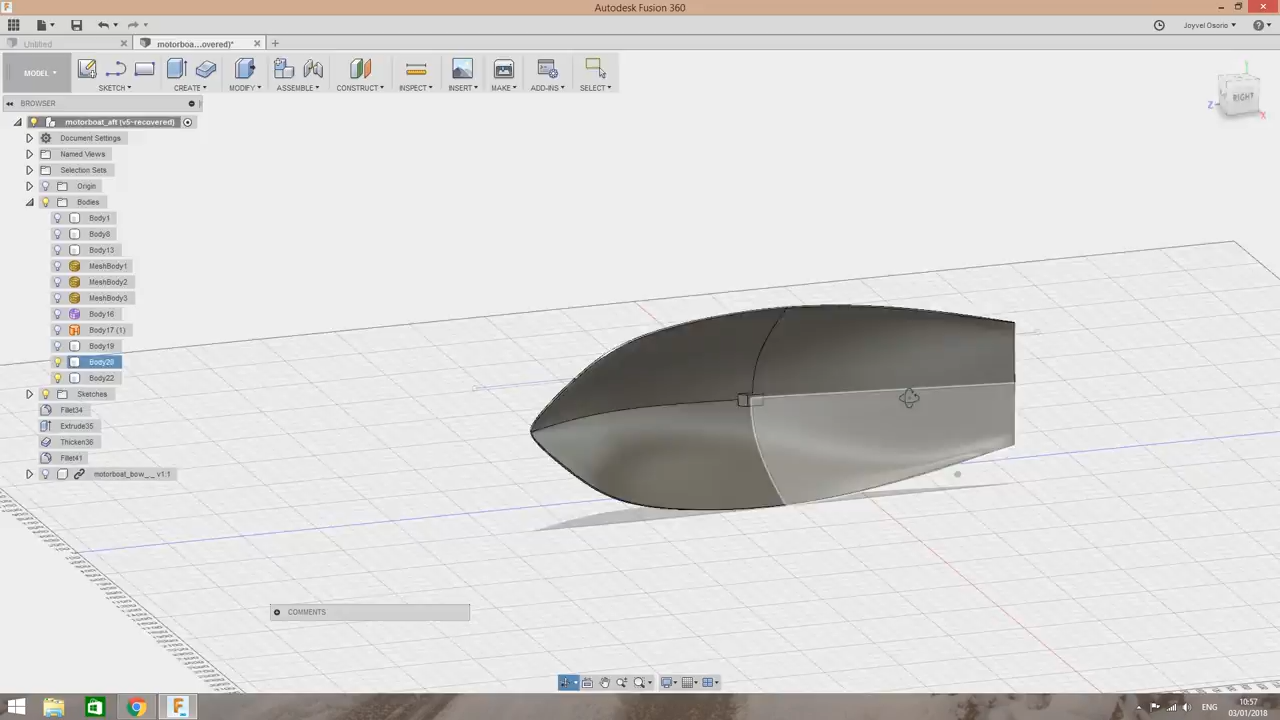 Autodesk Fusion 360
Joyvel Osorio
Untitled
motorboa...overed)*
MODEL
SKETCH
CREATE
MODIFY
ASSEMBLE
CONSTRUCT
INSPECT
INSERT
MAKE
ADD-INS
SELECT
BROWSER
motorboat_aft (v5-recovered)
Document Settings
Named Views
Selection Sets
Origin
Bodies
Body1
Body8
Body13
MeshBody1
MeshBody2
MeshBody3
Body16
Body17 (1)
Body19
Body20
Body22
Sketches
Fillet34
Extrude35
Thicken36
Fillet41
motorboat_bow_ _ v1:1
RIGHT
Z
X
COMMENTS
ENG
10:57
03/01/2018